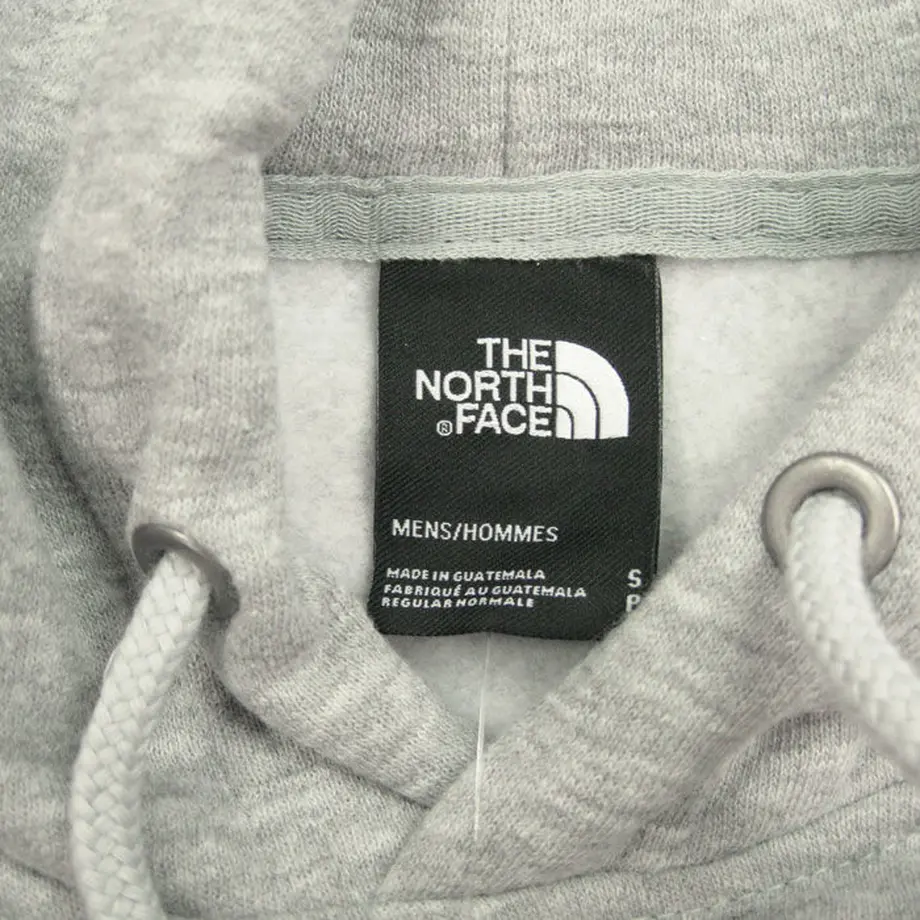 THE
NORTH
®FACE
MENS/HOMMES
MADE IN GUATEMALA
FABRIQUÉ AU GUATEMALA
REGULAR NORMALE
S
P